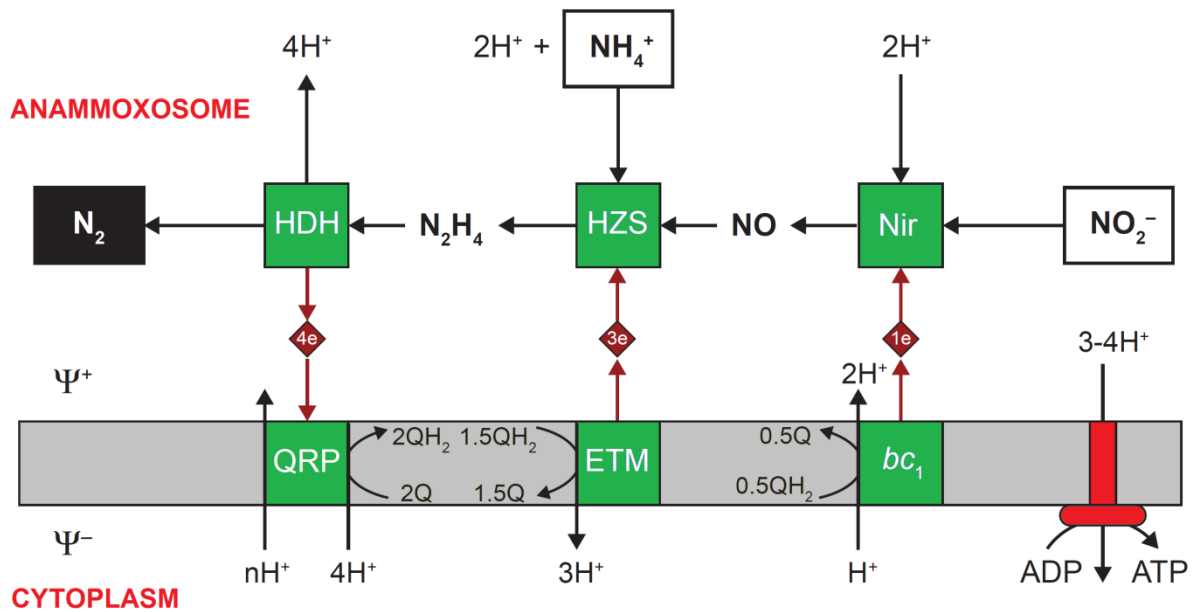 4H⁺
2H⁺ + NH₄⁺
2H⁺
ANAMMOXOSOME
N₂
HDH
N₂H₄
HZS
NO
Nir
NO₂⁻
4e
3e
1e
3-4H⁺
Ψ⁺
2H⁺
QRP
2QH₂
2Q
1.5QH₂
1.5Q
ETM
0.5Q
0.5QH₂
bc₁
Ψ⁻
nH⁺
4H⁺
3H⁺
H⁺
ADP
ATP
CYTOPLASM